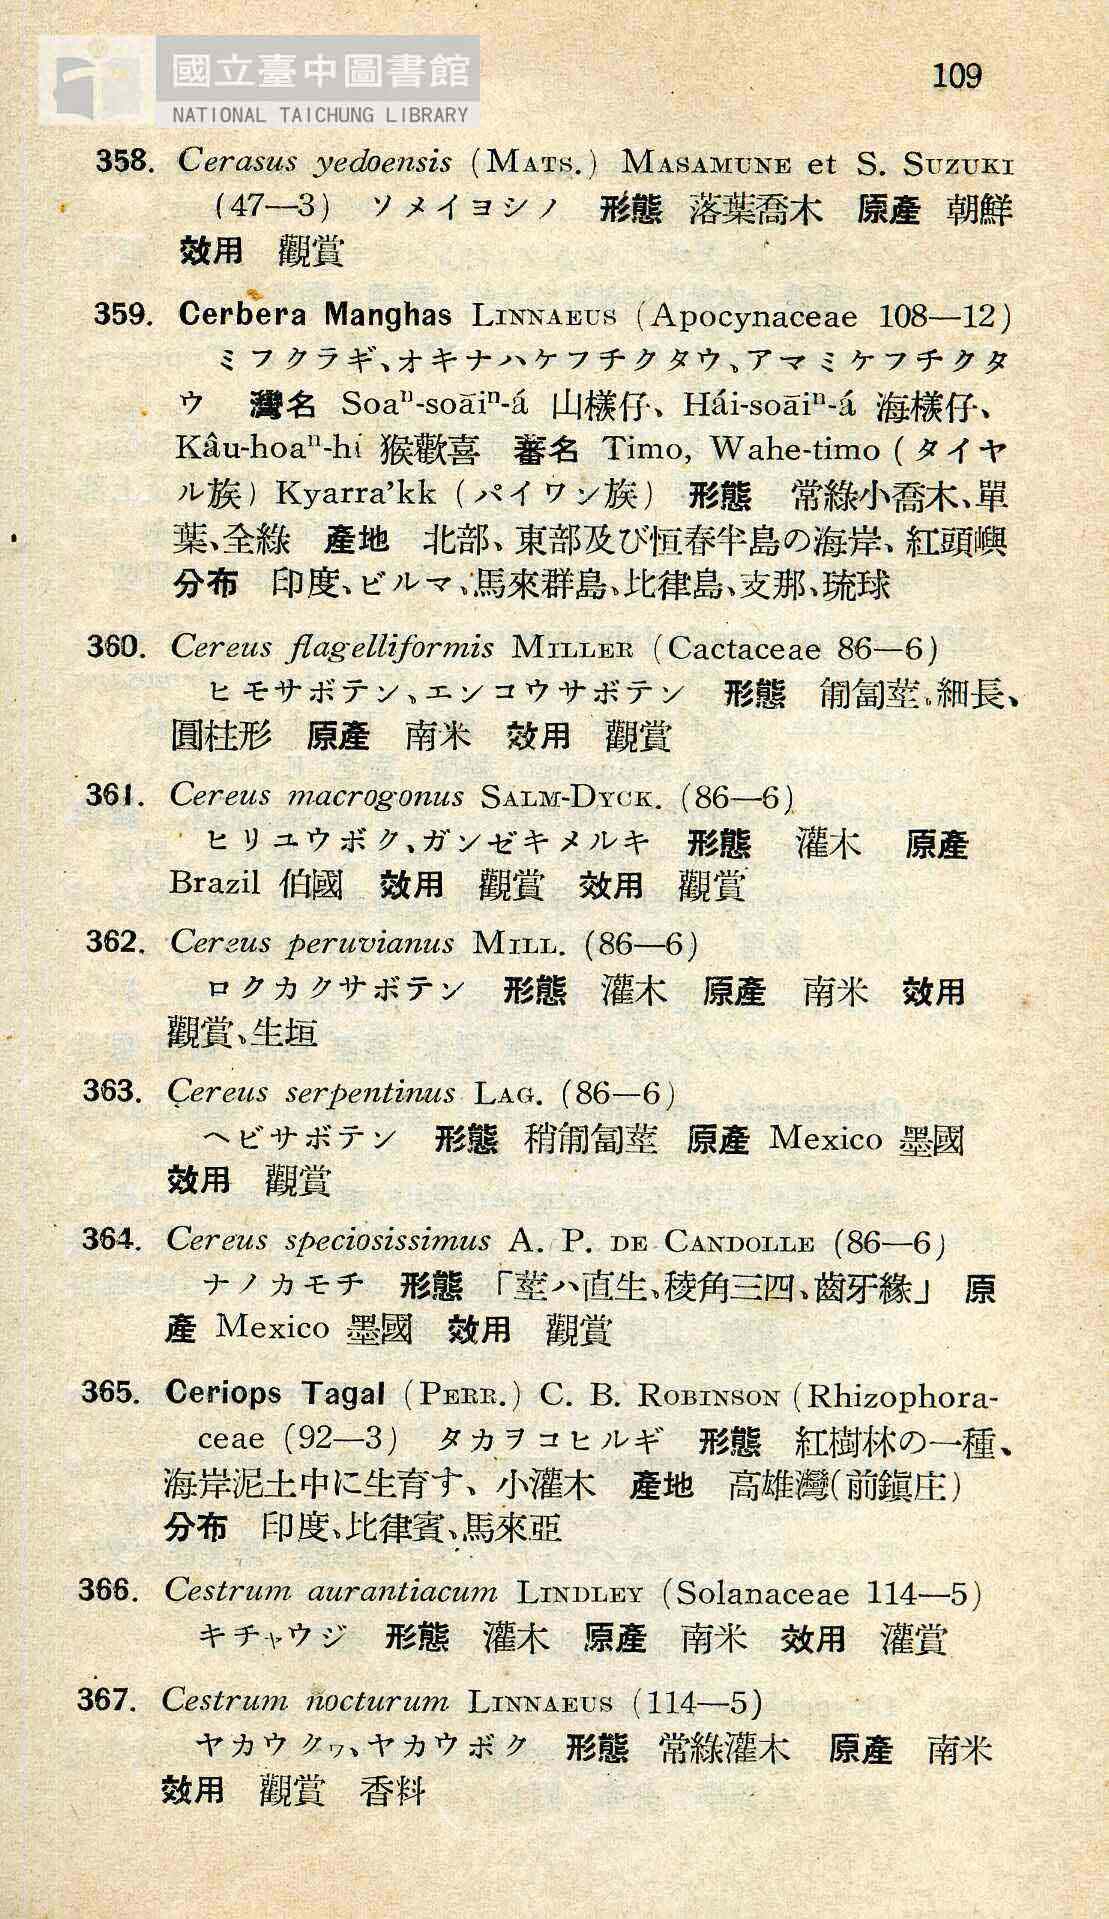 國立臺中圖書館
NATIONAL TAICHUNG LIBRARY
109
358. Cerasus yedoensis (MATS.) MASAMUNE et S. SUZUKI
(47—3) ソメイヨシノ 形態 落葉喬木 原產 朝鮮
效用 觀賞
359. Cerbera Manghas LINNAEUS (Apocynaceae 108—12)
ミフクラギ、オキナハケフチクタウ、アマミケフチクタ
ウ 灣名 Soaⁿ-soāiⁿ-á 山檨仔、Hái-soāiⁿ-á 海檨仔、
Kâu-hoaⁿ-hí 猴歡喜 蕃名 Timo, Wahe-timo (タイヤ
ル族) Kyarra'kk (パイワン族) 形態 常綠小喬木、單
葉、全綠 產地 北部、東部及び恒春半島の海岸、紅頭嶼
分布 印度、ビルマ、馬來群島、比律島、支那、琉球
360. Cereus flagelliformis MILLER (Cactaceae 86—6)
ヒモサボテン、エンコウサボテン 形態 匍匐莖、細長、
圓柱形 原產 南米 效用 觀賞
361. Cereus macrogonus SALM-DYCK. (86—6)
ヒリユウボク、ガンゼキメルキ 形態 灌木 原產
Brazil 伯國 效用 觀賞 效用 觀賞
362. Cereus peruvianus MILL. (86—6)
ロクカクサボテン 形態 灌木 原產 南米 效用
觀賞、生垣
363. Cereus serpentinus LAG. (86—6)
ヘビサボテン 形態 稍匍匐莖 原產 Mexico 墨國
效用 觀賞
364. Cereus speciosissimus A. P. DE CANDOLLE (86—6)
ナノカモチ 形態 「莖ハ直生、稜角三四、齒牙緣」 原
產 Mexico 墨國 效用 觀賞
365. Ceriops Tagal (PERR.) C. B. ROBINSON (Rhizophora-
ceae (92—3) タカヲコヒルギ 形態 紅樹林の一種、
海岸泥土中に生育す、小灌木 產地 高雄灣(前鎭庄)
分布 印度、比律賓、馬來亞
366. Cestrum aurantiacum LINDLEY (Solanaceae 114—5)
キチャウジ 形態 灌木 原產 南米 效用 灌賞
367. Cestrum nocturum LINNAEUS (114—5)
ヤカウクヮ、ヤカウボク 形態 常綠灌木 原產 南米
效用 觀賞 香料